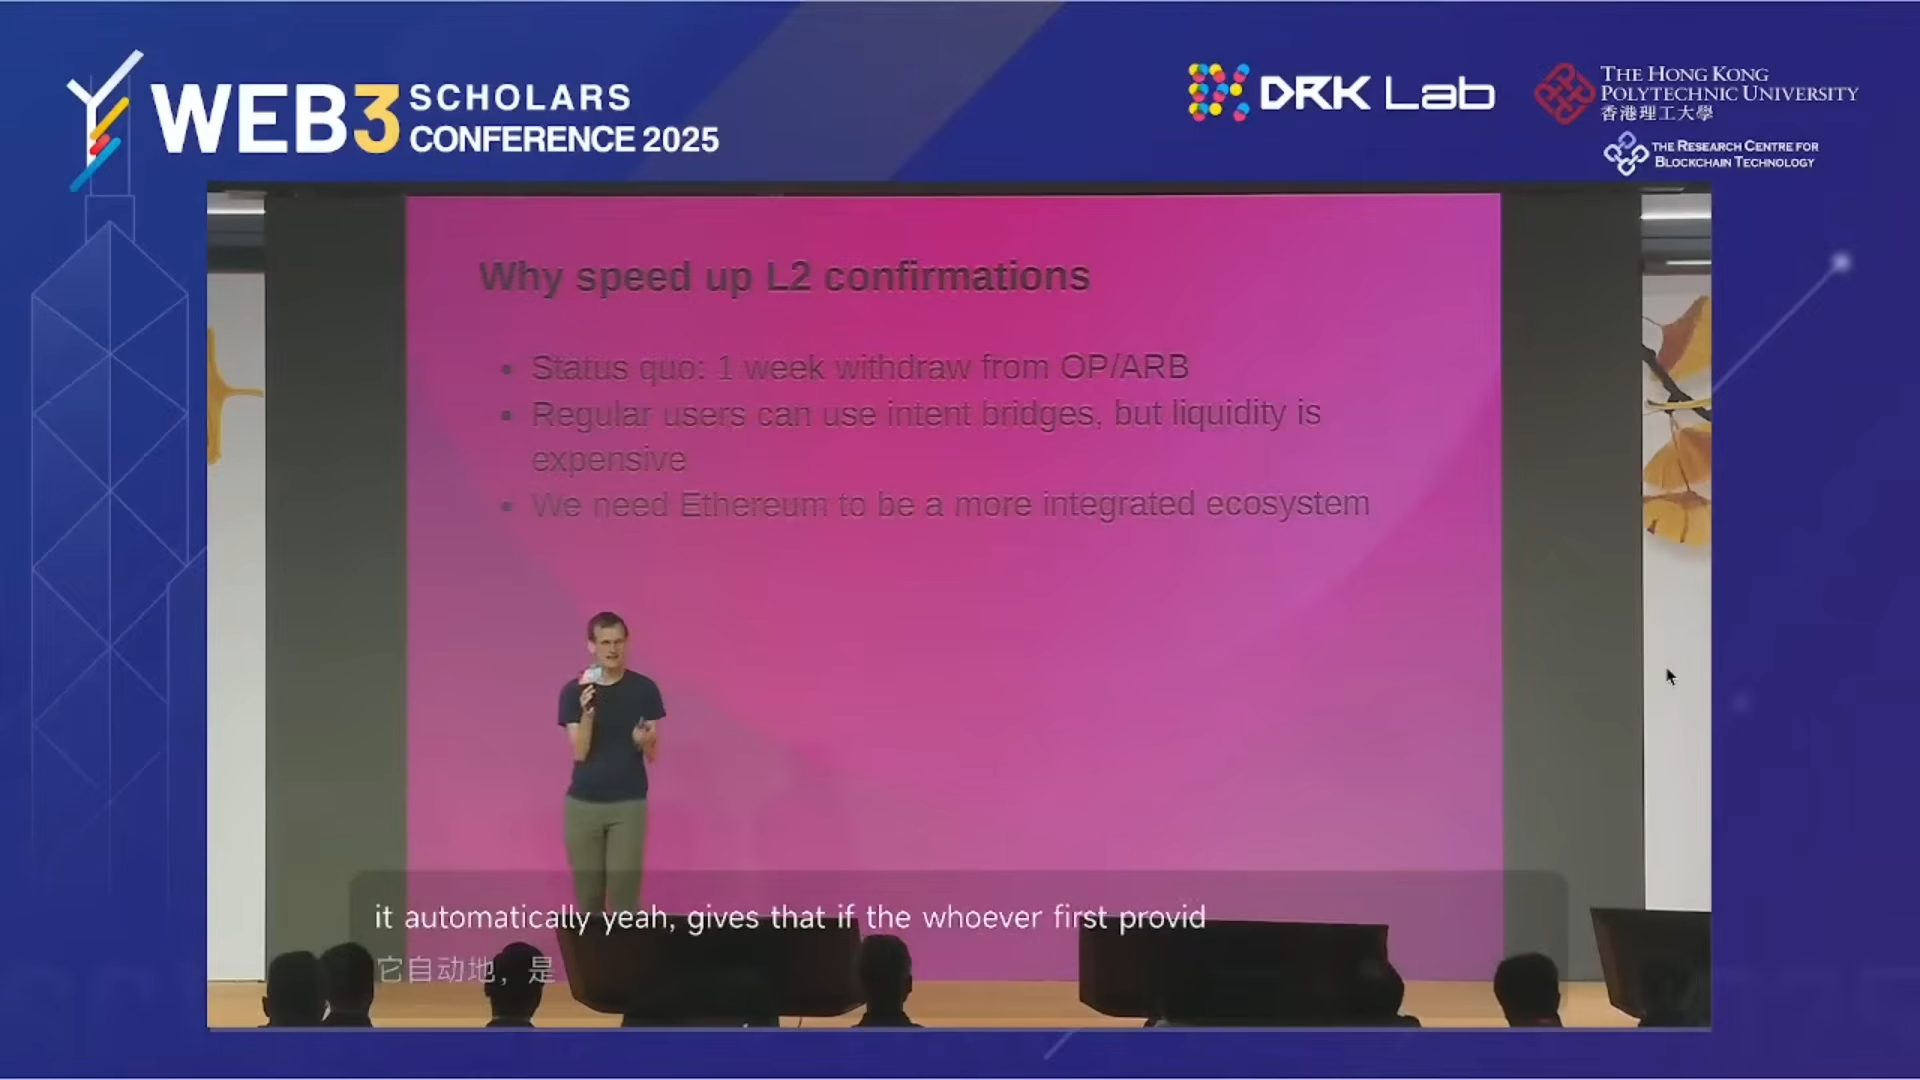 WEB3 SCHOLARS
CONFERENCE 2025
DRK Lab
THE HONG KONG
POLYTECHNIC UNIVERSITY
香港理工大學
THE RESEARCH CENTRE FOR
BLOCKCHAIN TECHNOLOGY
Why speed up L2 confirmations
• Status quo: 1 week withdraw from OP/ARB
• Regular users can use intent bridges, but liquidity is
expensive
• We need Ethereum to be a more integrated ecosystem
it automatically yeah, gives that if the whoever first provid
它自动地，是